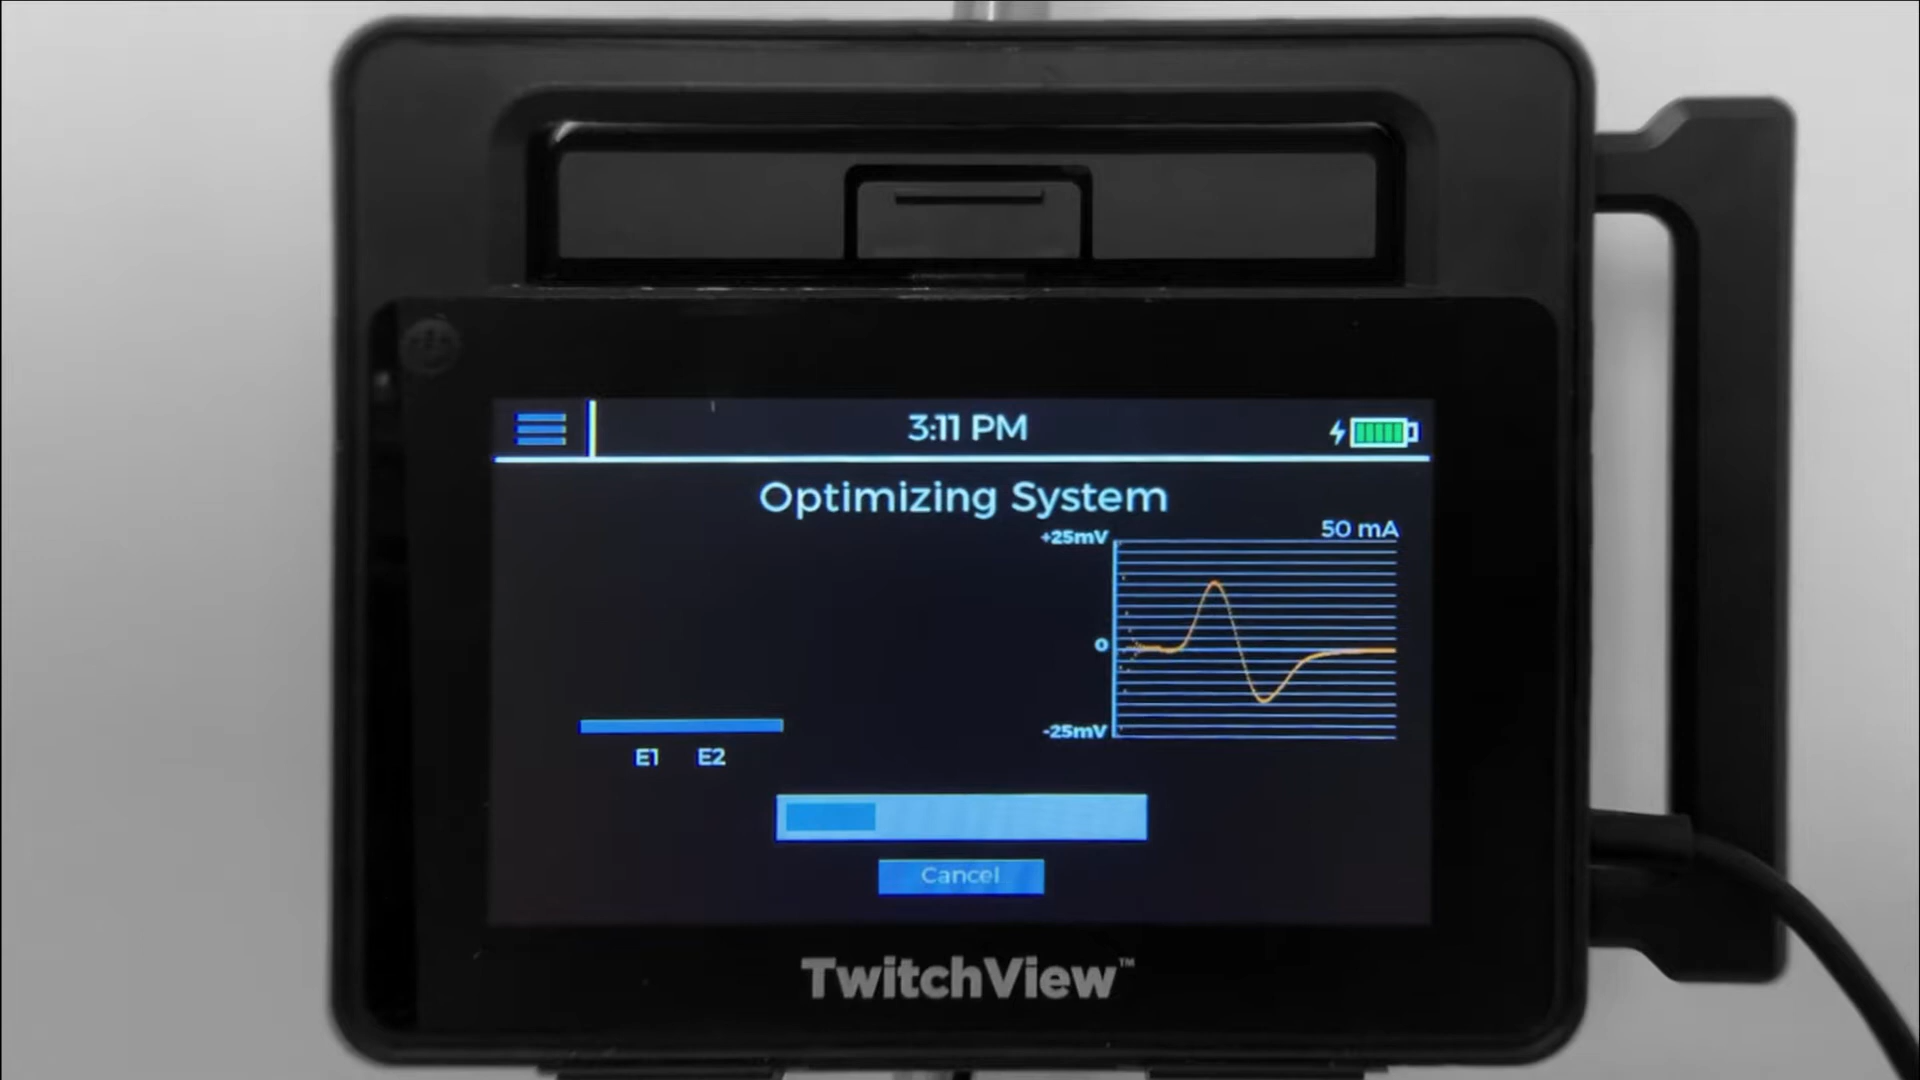 3:11 PM
Optimizing System
50 mA
+25mV
0
-25mV
E1 E2
Cancel
TwitchView™